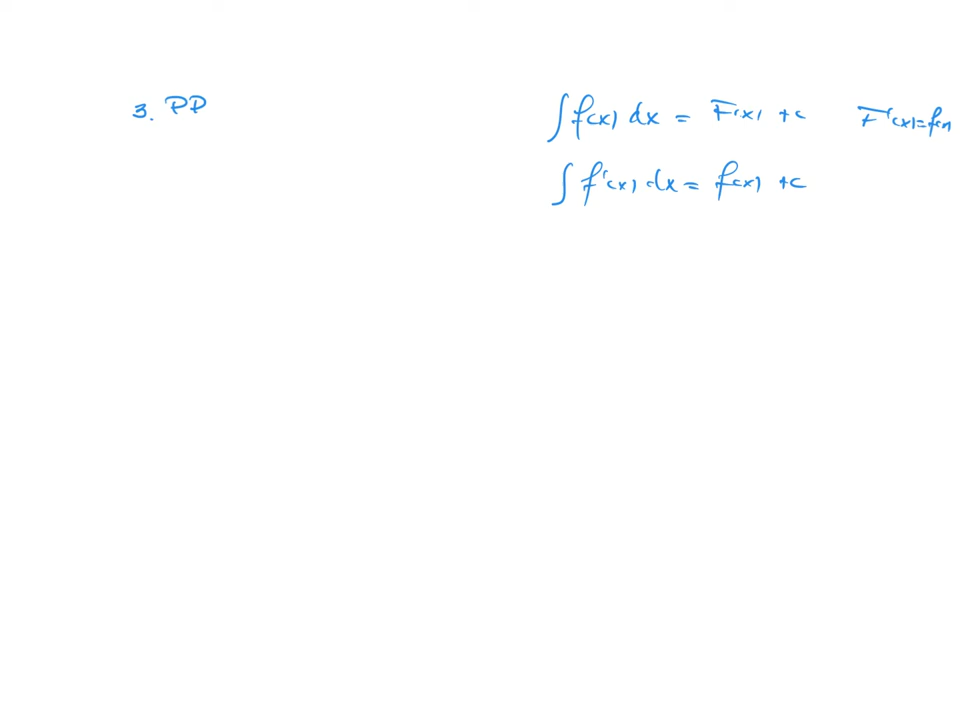 3. PP
∫ f(x) dx = F(x) + c F'(x) = f(x)
∫ f'(x) dx = f(x) + c